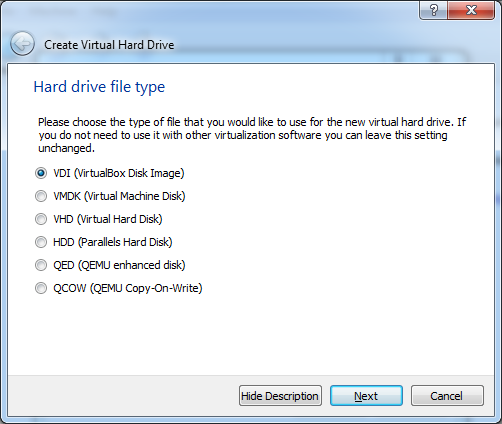 Create Virtual Hard Drive
Hard drive file type
Please choose the type of file that you would like to use for the new virtual hard drive. If
you do not need to use it with other virtualization software you can leave this setting
unchanged.
VDI (VirtualBox Disk Image)
VMDK (Virtual Machine Disk)
VHD (Virtual Hard Disk)
HDD (Parallels Hard Disk)
QED (QEMU enhanced disk)
QCOW (QEMU Copy-On-Write)
Hide Description
Next
Cancel